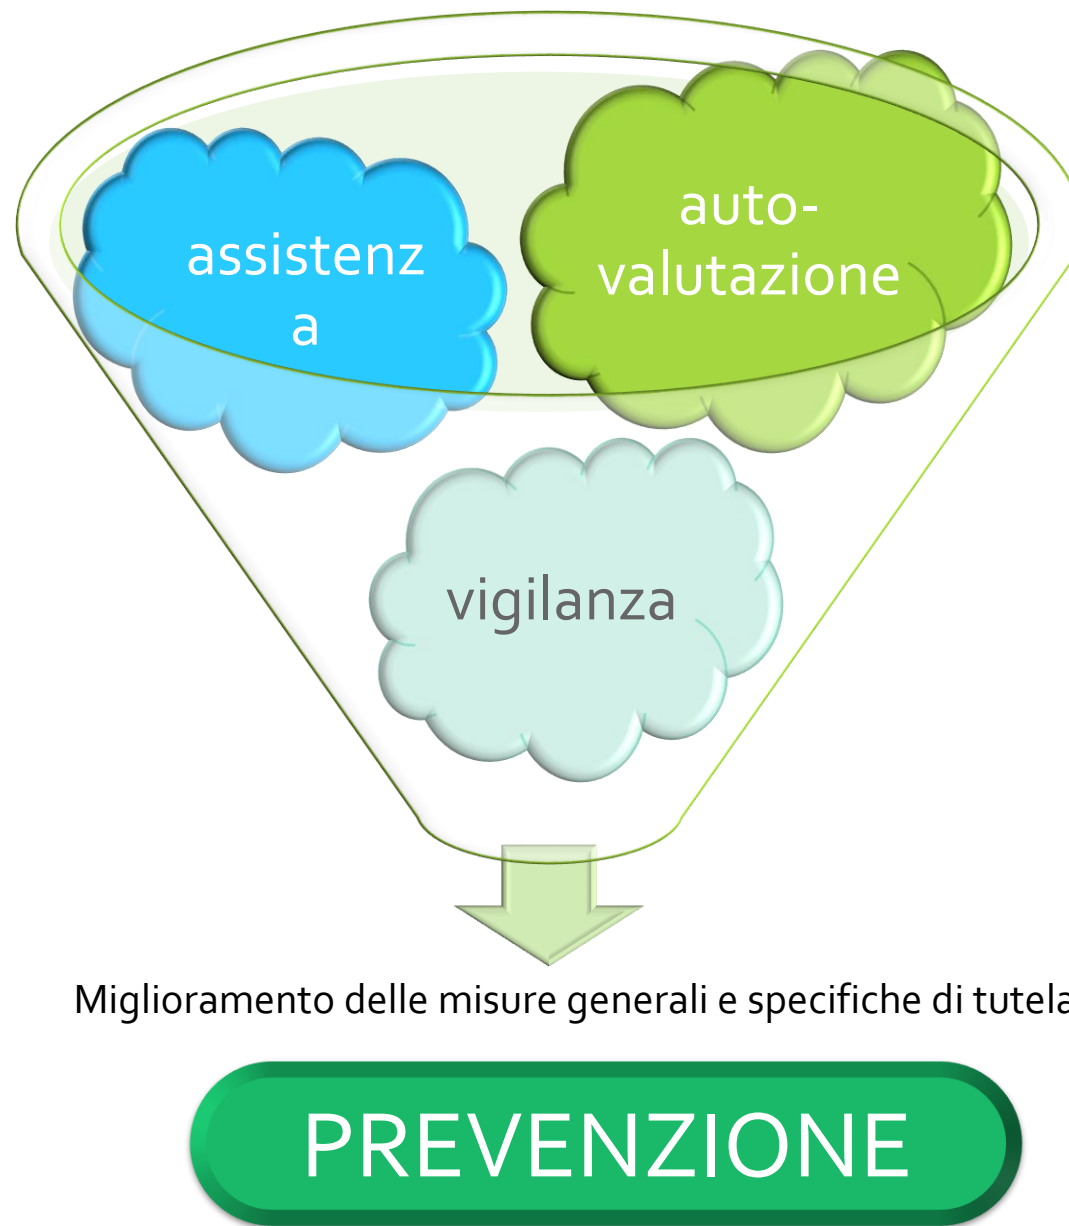 assistenz
a
auto-
valutazione
vigilanza
Miglioramento delle misure generali e specifiche di tutela
PREVENZIONE